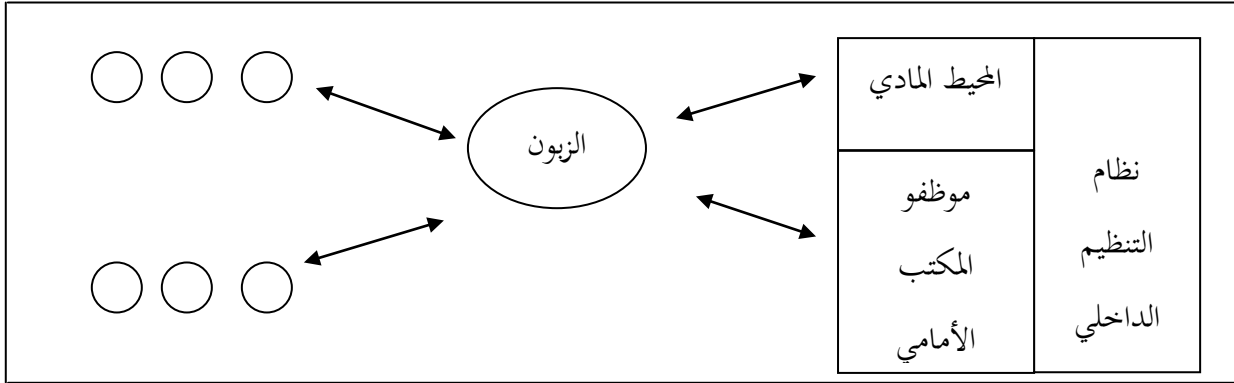 المحيط المادي
الزبون
نظام
التنظيم
الداخلي
موظفو
المكتب
الأمامي